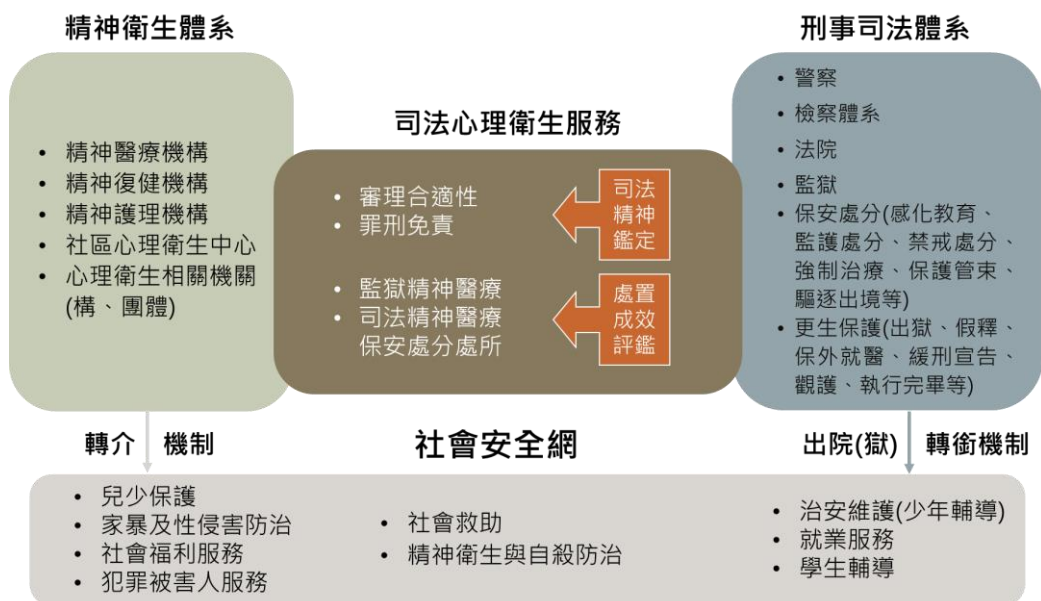 精神衛生體系
• 精神醫療機構
• 精神復健機構
• 精神護理機構
• 社區心理衛生中心
• 心理衛生相關機關
(構、團體)
司法心理衛生服務
• 審理合適性
• 罪刑免責
司法
精神
鑑定
• 監獄精神醫療
• 司法精神醫療
保安處分處所
處置
成效
評鑑
刑事司法體系
• 警察
• 檢察體系
• 法院
• 監獄
• 保安處分(感化教育、
監護處分、禁戒處分、
強制治療、保護管束、
驅逐出境等)
• 更生保護(出獄、假釋、
保外就醫、緩刑宣告、
觀護、執行完畢等)
轉介 機制
社會安全網
出院(獄) 轉銜機制
• 兒少保護
• 家暴及性侵害防治
• 社會福利服務
• 犯罪被害人服務
• 社會救助
• 精神衛生與自殺防治
• 治安維護(少年輔導)
• 就業服務
• 學生輔導